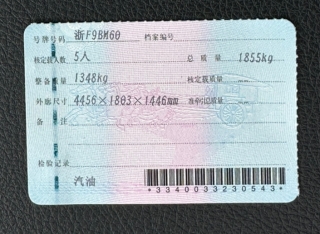 号牌号码 浙F9BM60 档案编号
核定载人数 5人 总质量 1855kg
整备质量 1348kg 核定载质量 --
外廓尺寸 4456×1803×1446mm 准牵引总质量 --
备注
检验记录
汽油 *3340033230543*